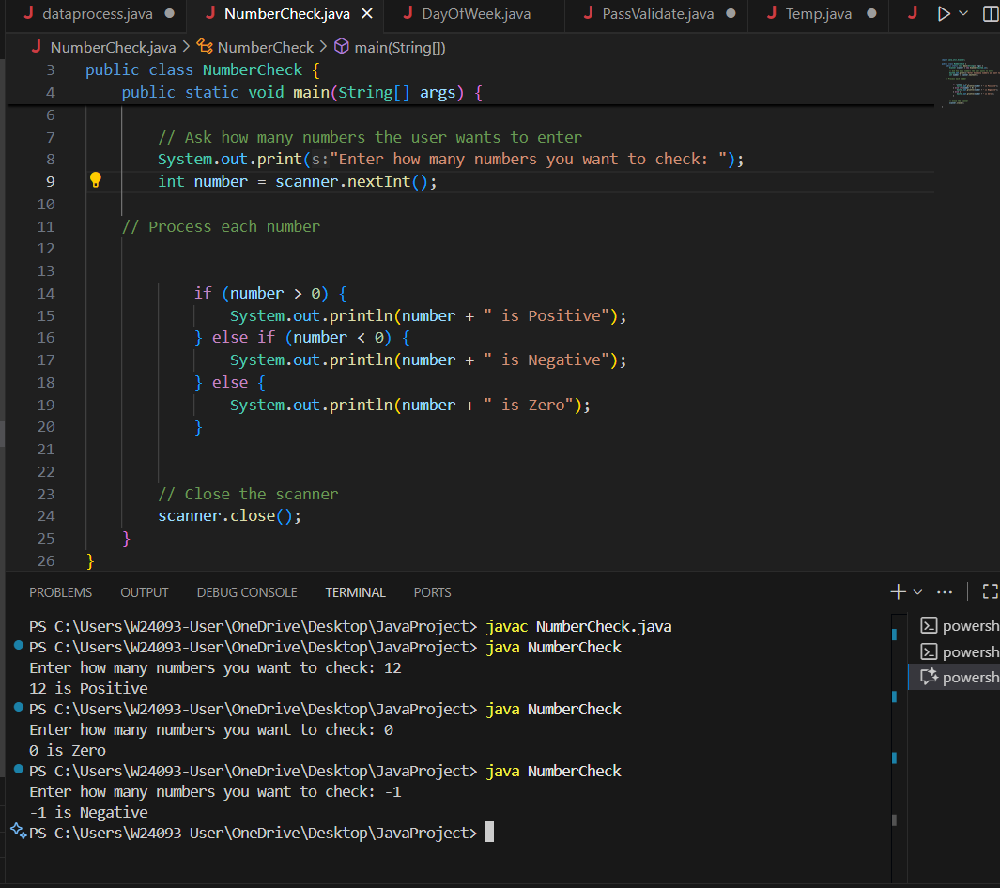 J dataprocess.java ● J NumberCheck.java × J DayOfWeek.java J PassValidate.java ● J Temp.java ● J
J NumberCheck.java > NumberCheck > main(String[])
3 public class NumberCheck {
4 public static void main(String[] args) {
6
7 // Ask how many numbers the user wants to enter
8 System.out.print(s:"Enter how many numbers you want to check: ");
9 int number = scanner.nextInt();
10
11 // Process each number
12
13
14 if (number > 0) {
15 System.out.println(number + " is Positive");
16 } else if (number < 0) {
17 System.out.println(number + " is Negative");
18 } else {
19 System.out.println(number + " is Zero");
20 }
21
22
23 // Close the scanner
24 scanner.close();
25 }
26 }
PROBLEMS OUTPUT DEBUG CONSOLE TERMINAL PORTS
PS C:\Users\W24093-User\OneDrive\Desktop\JavaProject> javac NumberCheck.java
PS C:\Users\W24093-User\OneDrive\Desktop\JavaProject> java NumberCheck
Enter how many numbers you want to check: 12
12 is Positive
PS C:\Users\W24093-User\OneDrive\Desktop\JavaProject> java NumberCheck
Enter how many numbers you want to check: 0
0 is Zero
PS C:\Users\W24093-User\OneDrive\Desktop\JavaProject> java NumberCheck
Enter how many numbers you want to check: -1
-1 is Negative
PS C:\Users\W24093-User\OneDrive\Desktop\JavaProject>
powersh
powersh
powersh